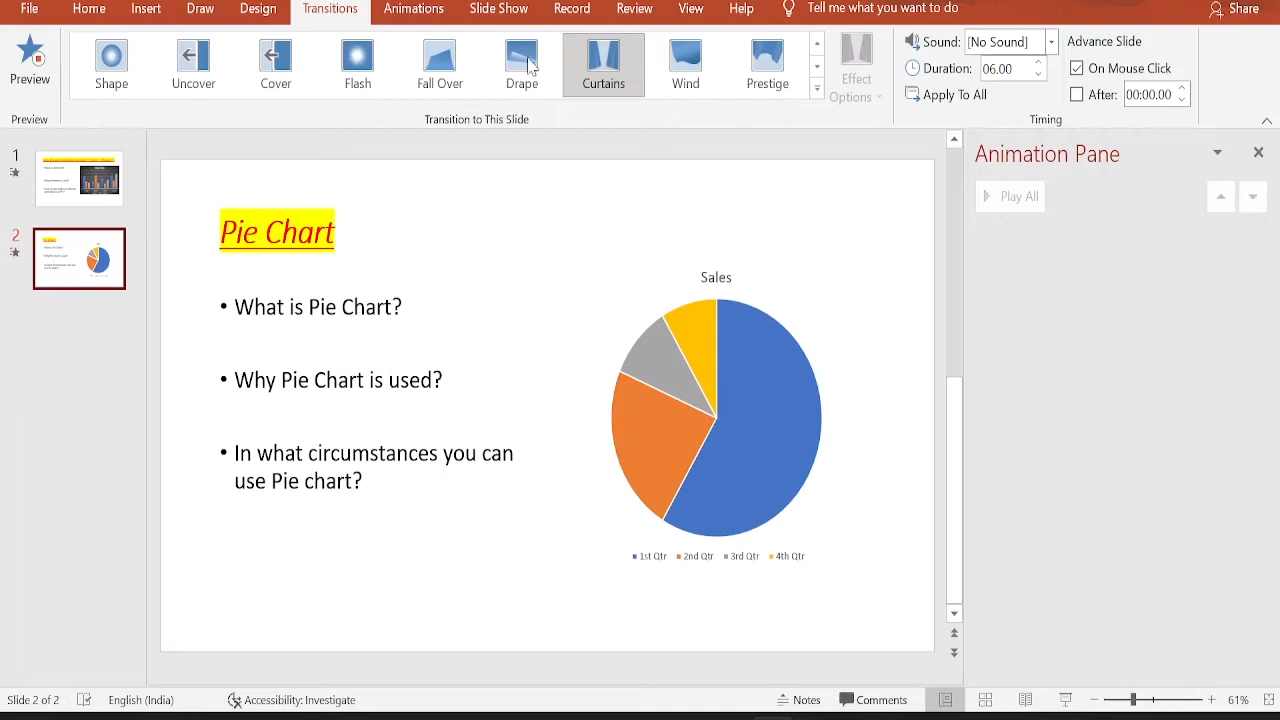 File Home Insert Draw Design Transitions Animations Slide Show Record Review View Help Tell me what you want to do Share
Preview
Shape Uncover Cover Flash Fall Over Drape Curtains Wind Prestige
Effect Options
Sound: [No Sound]
Duration: 06.00
Apply To All
Advance Slide
On Mouse Click
After: 00:00.00
Preview Transition to This Slide Timing
1
2
Pie Chart
• What is Pie Chart?
• Why Pie Chart is used?
• In what circumstances you can
use Pie chart?
Sales
1st Qtr 2nd Qtr 3rd Qtr 4th Qtr
Animation Pane
Play All
Slide 2 of 2 English (India) Accessibility: Investigate Notes Comments 61%